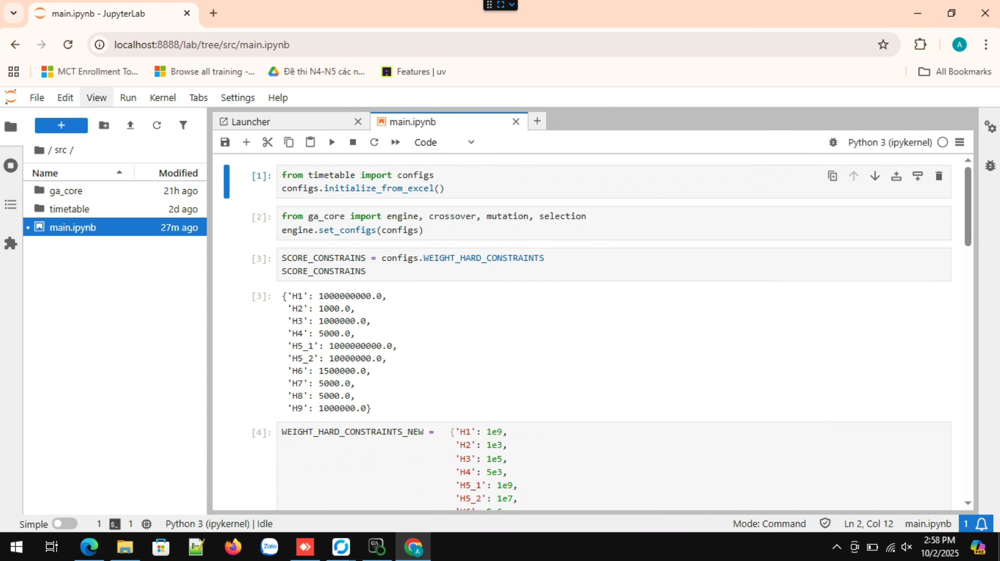 main.ipynb - JupyterLab
localhost:8888/lab/tree/src/main.ipynb
A
MCT Enrollment To...
Browse all training -...
Đề thi N4-N5 các n...
Features | uv
All Bookmarks
File Edit View Run Kernel Tabs Settings Help
Launcher
main.ipynb
Code
Python 3 (ipykernel)
/ src /
Name Modified
ga_core 21h ago
timetable 2d ago
main.ipynb 27m ago
[1]: from timetable import configs
configs.initialize_from_excel()
[2]: from ga_core import engine, crossover, mutation, selection
engine.set_configs(configs)
[3]: SCORE_CONSTRAINS = configs.WEIGHT_HARD_CONSTRAINTS
SCORE_CONSTRAINS
[3]: {'H1': 1000000000.0,
'H2': 1000.0,
'H3': 1000000.0,
'H4': 5000.0,
'H5_1': 1000000000.0,
'H5_2': 10000000.0,
'H6': 1500000.0,
'H7': 5000.0,
'H8': 5000.0,
'H9': 1000000.0}
[4]: WEIGHT_HARD_CONSTRAINTS_NEW = {'H1': 1e9,
'H2': 1e3,
'H3': 1e5,
'H4': 5e3,
'H5_1': 1e9,
'H5_2': 1e7,
Simple 1 1 Python 3 (ipykernel) | Idle
Mode: Command Ln 2, Col 12 main.ipynb 1
Zalo
A
2:58 PM
10/2/2025
PRE